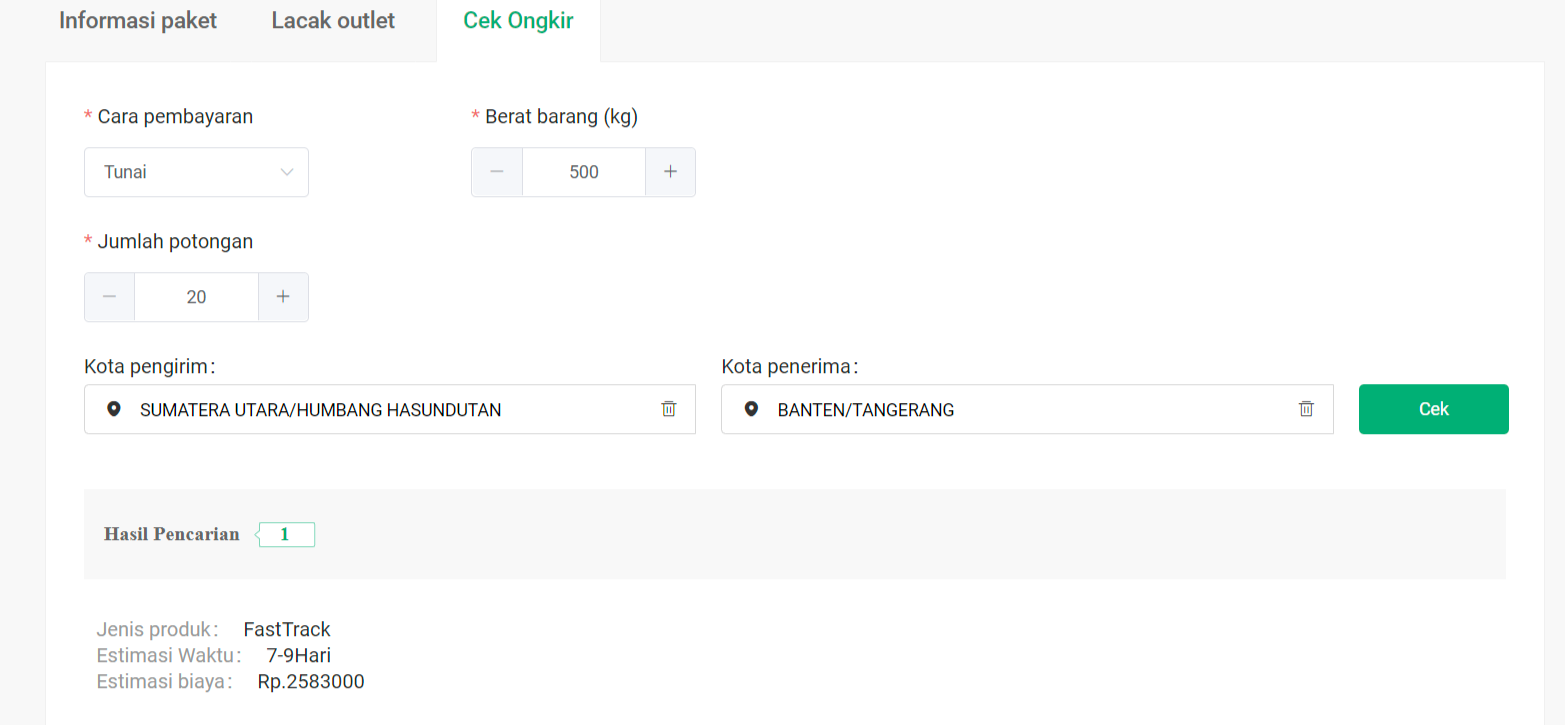 Informasi paket Lacak outlet Cek Ongkir
* Cara pembayaran * Berat barang (kg)
Tunai − 500 +
* Jumlah potongan
− 20 +
Kota pengirim: Kota penerima:
SUMATERA UTARA/HUMBANG HASUNDUTAN BANTEN/TANGERANG Cek
Hasil Pencarian 1
Jenis produk: FastTrack
Estimasi Waktu: 7-9Hari
Estimasi biaya: Rp.2583000